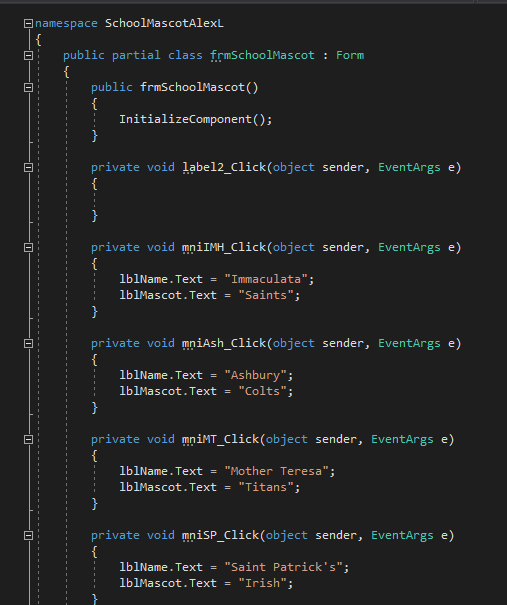 namespace SchoolMascotAlexL
{
public partial class frmSchoolMascot : Form
{
public frmSchoolMascot()
{
InitializeComponent();
}
private void label2_Click(object sender, EventArgs e)
{
}
private void mniIMH_Click(object sender, EventArgs e)
{
lblName.Text = "Immaculata";
lblMascot.Text = "Saints";
}
private void mniAsh_Click(object sender, EventArgs e)
{
lblName.Text = "Ashbury";
lblMascot.Text = "Colts";
}
private void mniMT_Click(object sender, EventArgs e)
{
lblName.Text = "Mother Teresa";
lblMascot.Text = "Titans";
}
private void mniSP_Click(object sender, EventArgs e)
{
lblName.Text = "Saint Patrick's";
lblMascot.Text = "Irish";
}